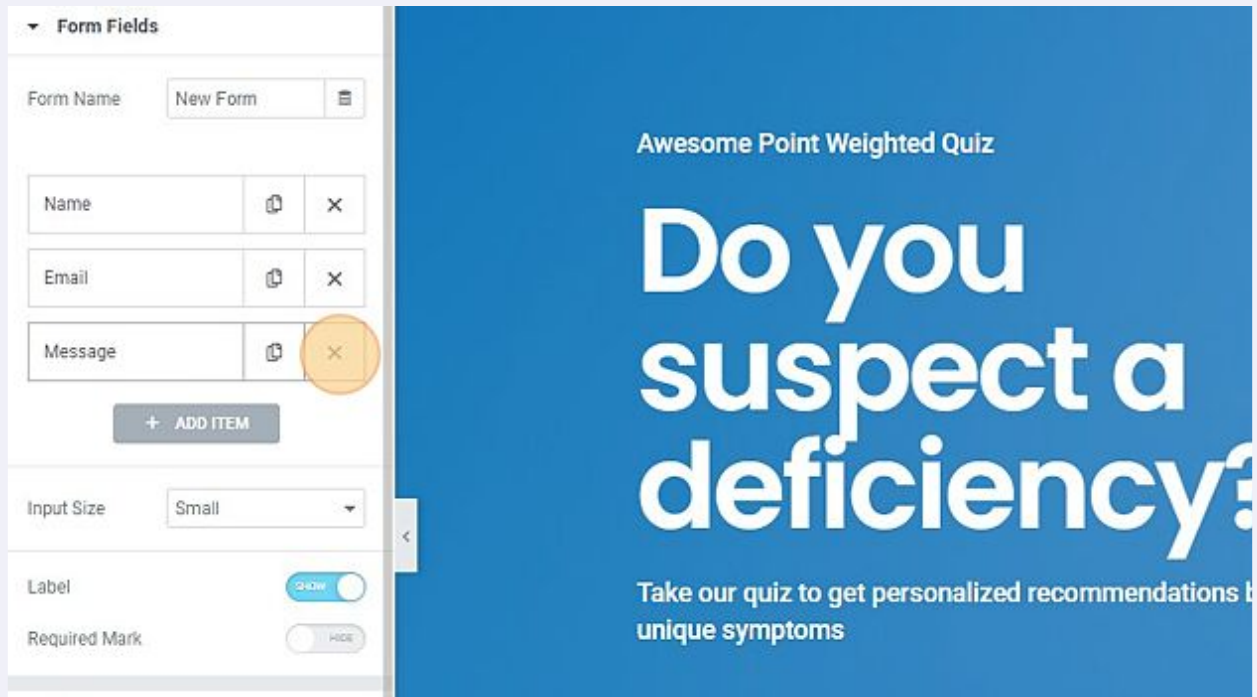 Form Fields
Form Name
New Form
Name
Email
Message
+ ADD ITEM
Input Size
Small
Label
SHOW
Required Mark
HIDE
Awesome Point Weighted Quiz
Do you
suspect a
deficiency?
Take our quiz to get personalized recommendations
unique symptoms